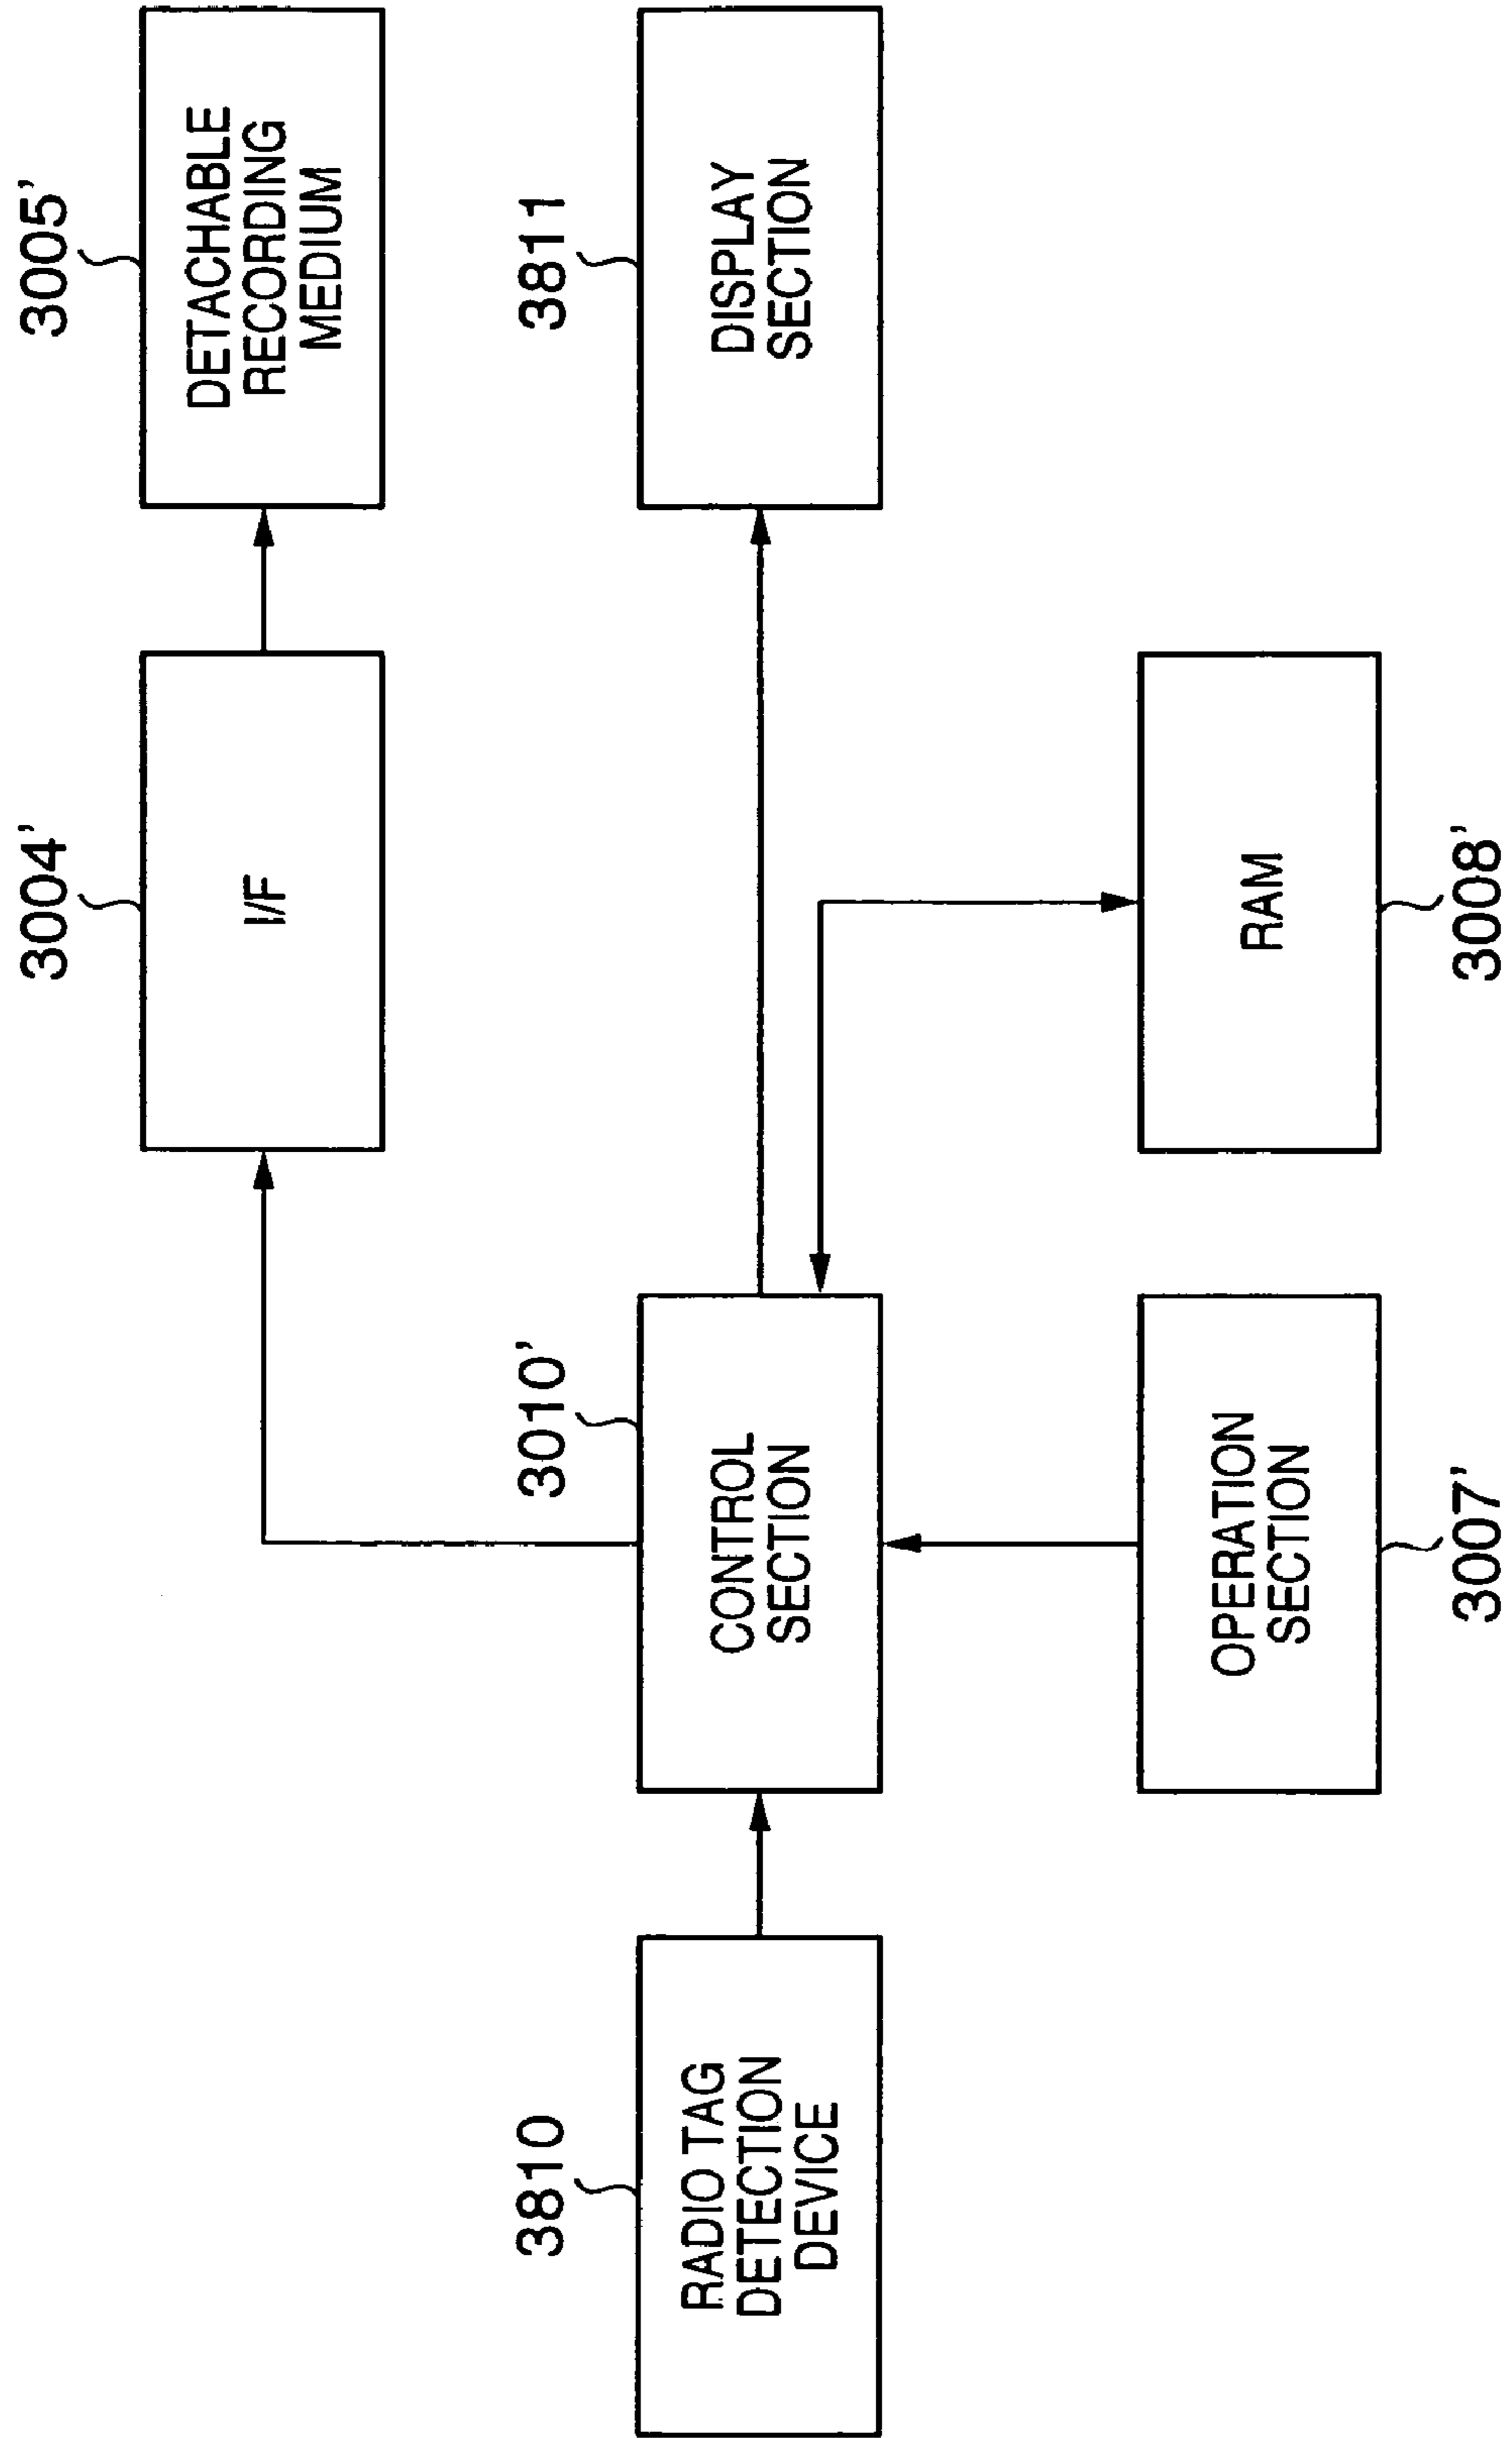 3004'
I/F
3005'
DETACHABLE
RECORDING
MEDIUM
3810
RADIO TAG
DETECTION
DEVICE
3010'
CONTROL
SECTION
3811
DISPLAY
SECTION
OPERATION
SECTION
3007'
RAM
3008'